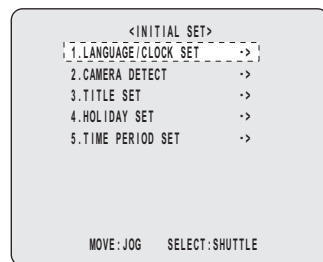 <INITIAL SET>
1.LANGUAGE/CLOCK SET ->
2.CAMERA DETECT ->
3.TITLE SET ->
4.HOLIDAY SET ->
5.TIME PERIOD SET ->
MOVE:JOG SELECT:SHUTTLE